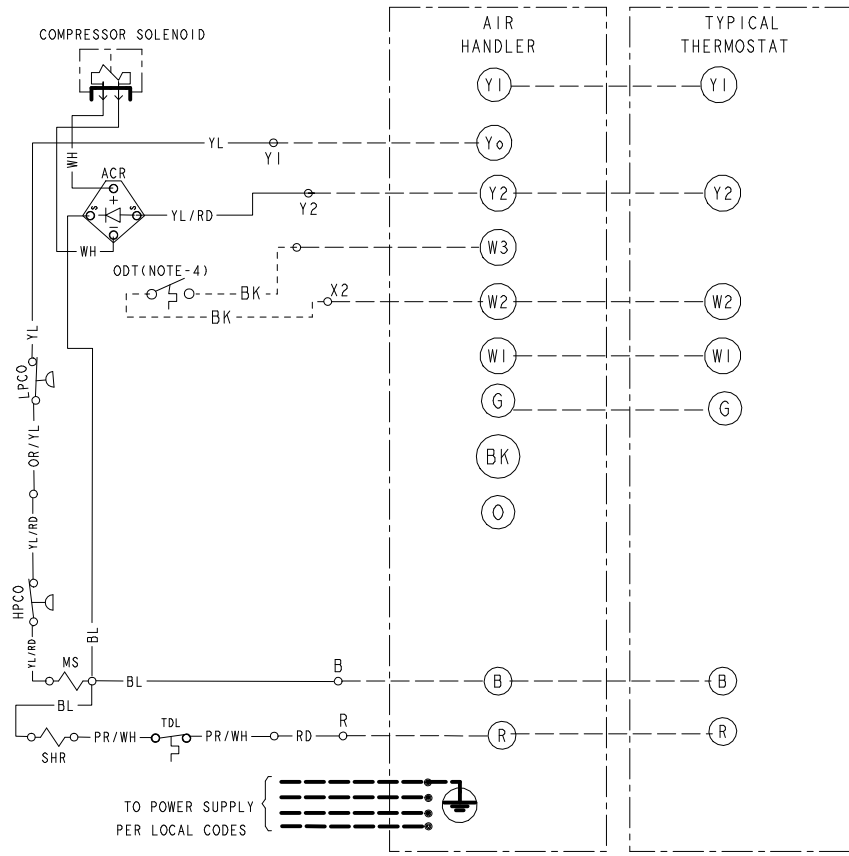 COMPRESSOR SOLENOID
AIR
HANDLER
TYPICAL
THERMOSTAT
Y1
Y1
YL
Y1
Yo
WH
ACR
+
S
S
−
YL/RD
Y2
Y2
Y2
WH
W3
ODT(NOTE-4)
BK
X2
BK
W2
W2
YL
W1
W1
LPCO
G
G
OR/YL
BK
O
YL/RD
HPCO
BL
YL/RD
MS
BL
B
B
B
BL
SHR
PR/WH
TDL
PR/WH
RD
R
R
R
TO POWER SUPPLY
PER LOCAL CODES